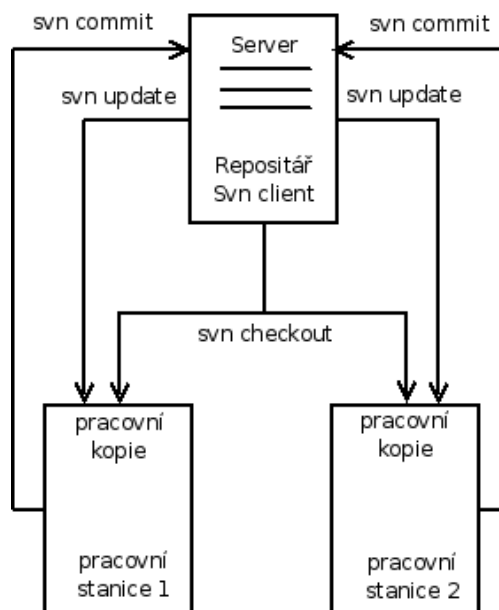 svn commit
Server
svn commit
svn update
svn update
Repositář
Svn client
svn checkout
pracovní
kopie
pracovní
kopie
pracovní
stanice 1
pracovní
stanice 2